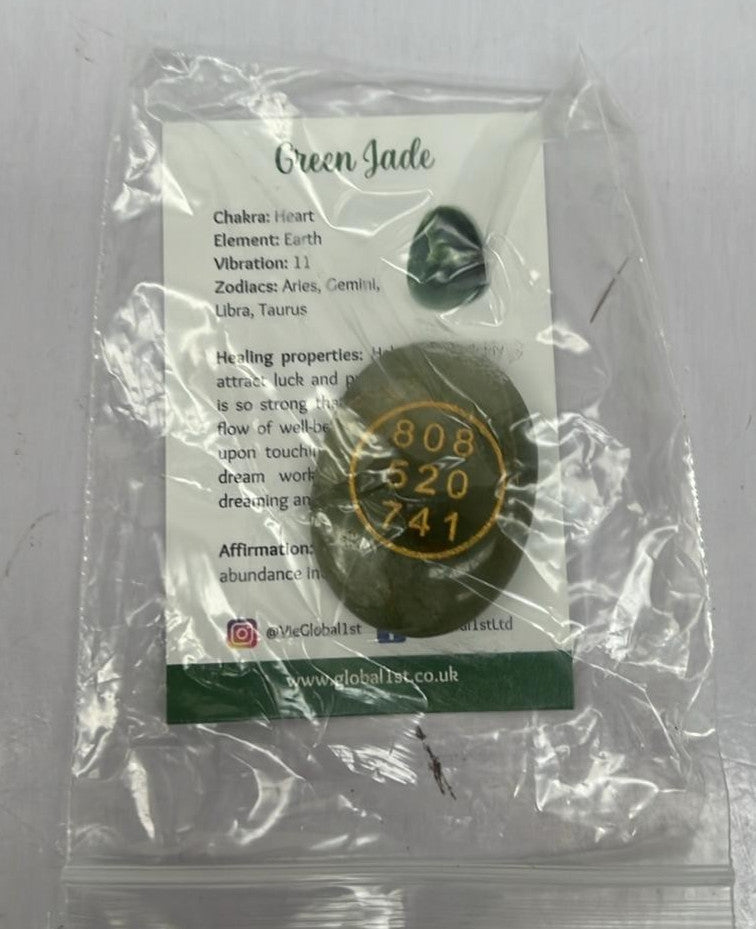 Green Jade
Chakra: Heart
Element: Earth
Vibration: 11
Zodiacs: Aries, Gemini,
Libra, Taurus
Healing properties:
attract luck and
is so strong
flow of
upon
dream work
dreaming
Affirmation:
abundance
808
520
741
@VieGlobal1st
www.global1st.co.uk